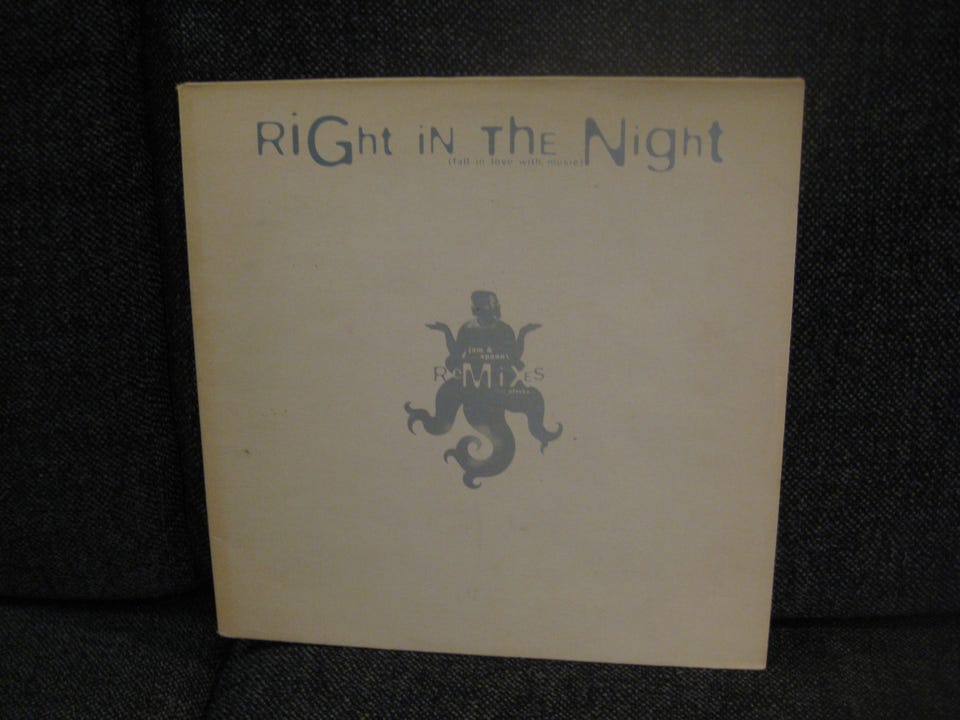 RiGht iN The Night
(fall in love with music)
jam &
spoon
ReMixes